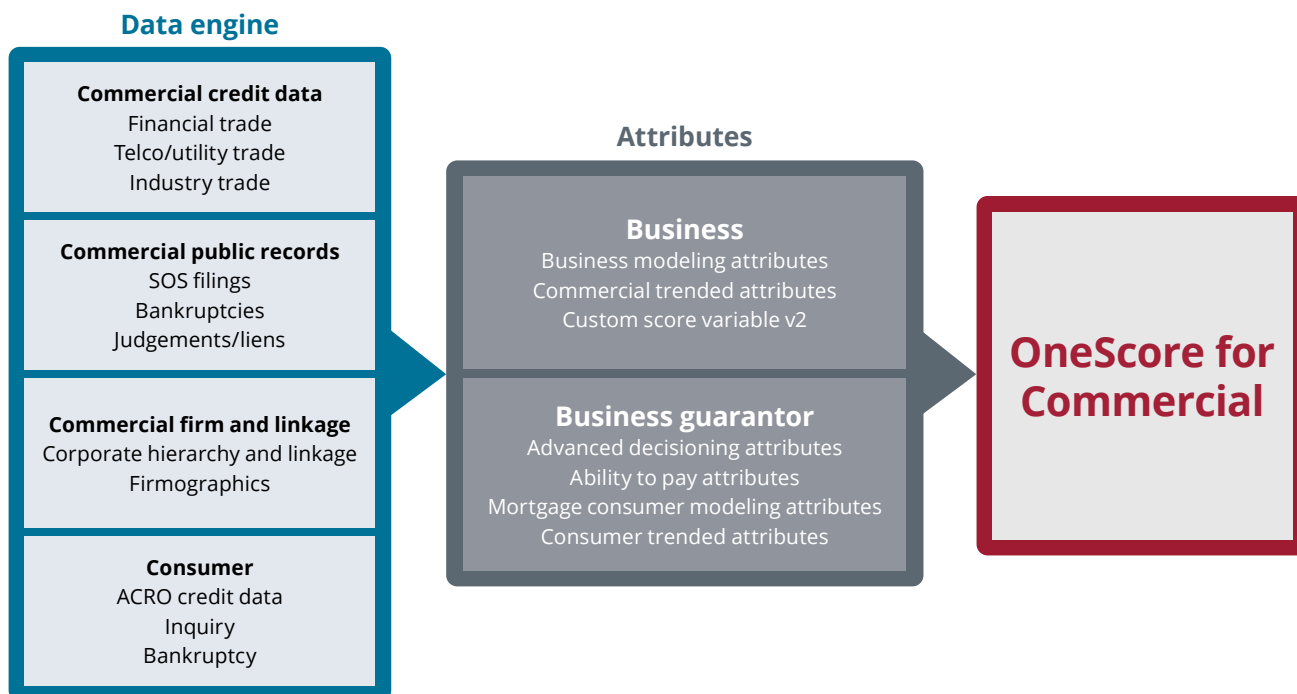 Data engine
Commercial credit data
Financial trade
Telco/utility trade
Industry trade
Commercial public records
SOS filings
Bankruptcies
Judgements/liens
Commercial firm and linkage
Corporate hierarchy and linkage
Firmographics
Consumer
ACRO credit data
Inquiry
Bankruptcy
Attributes
Business
Business modeling attributes
Commercial trended attributes
Custom score variable v2
Business guarantor
Advanced decisioning attributes
Ability to pay attributes
Mortgage consumer modeling attributes
Consumer trended attributes
OneScore for
Commercial